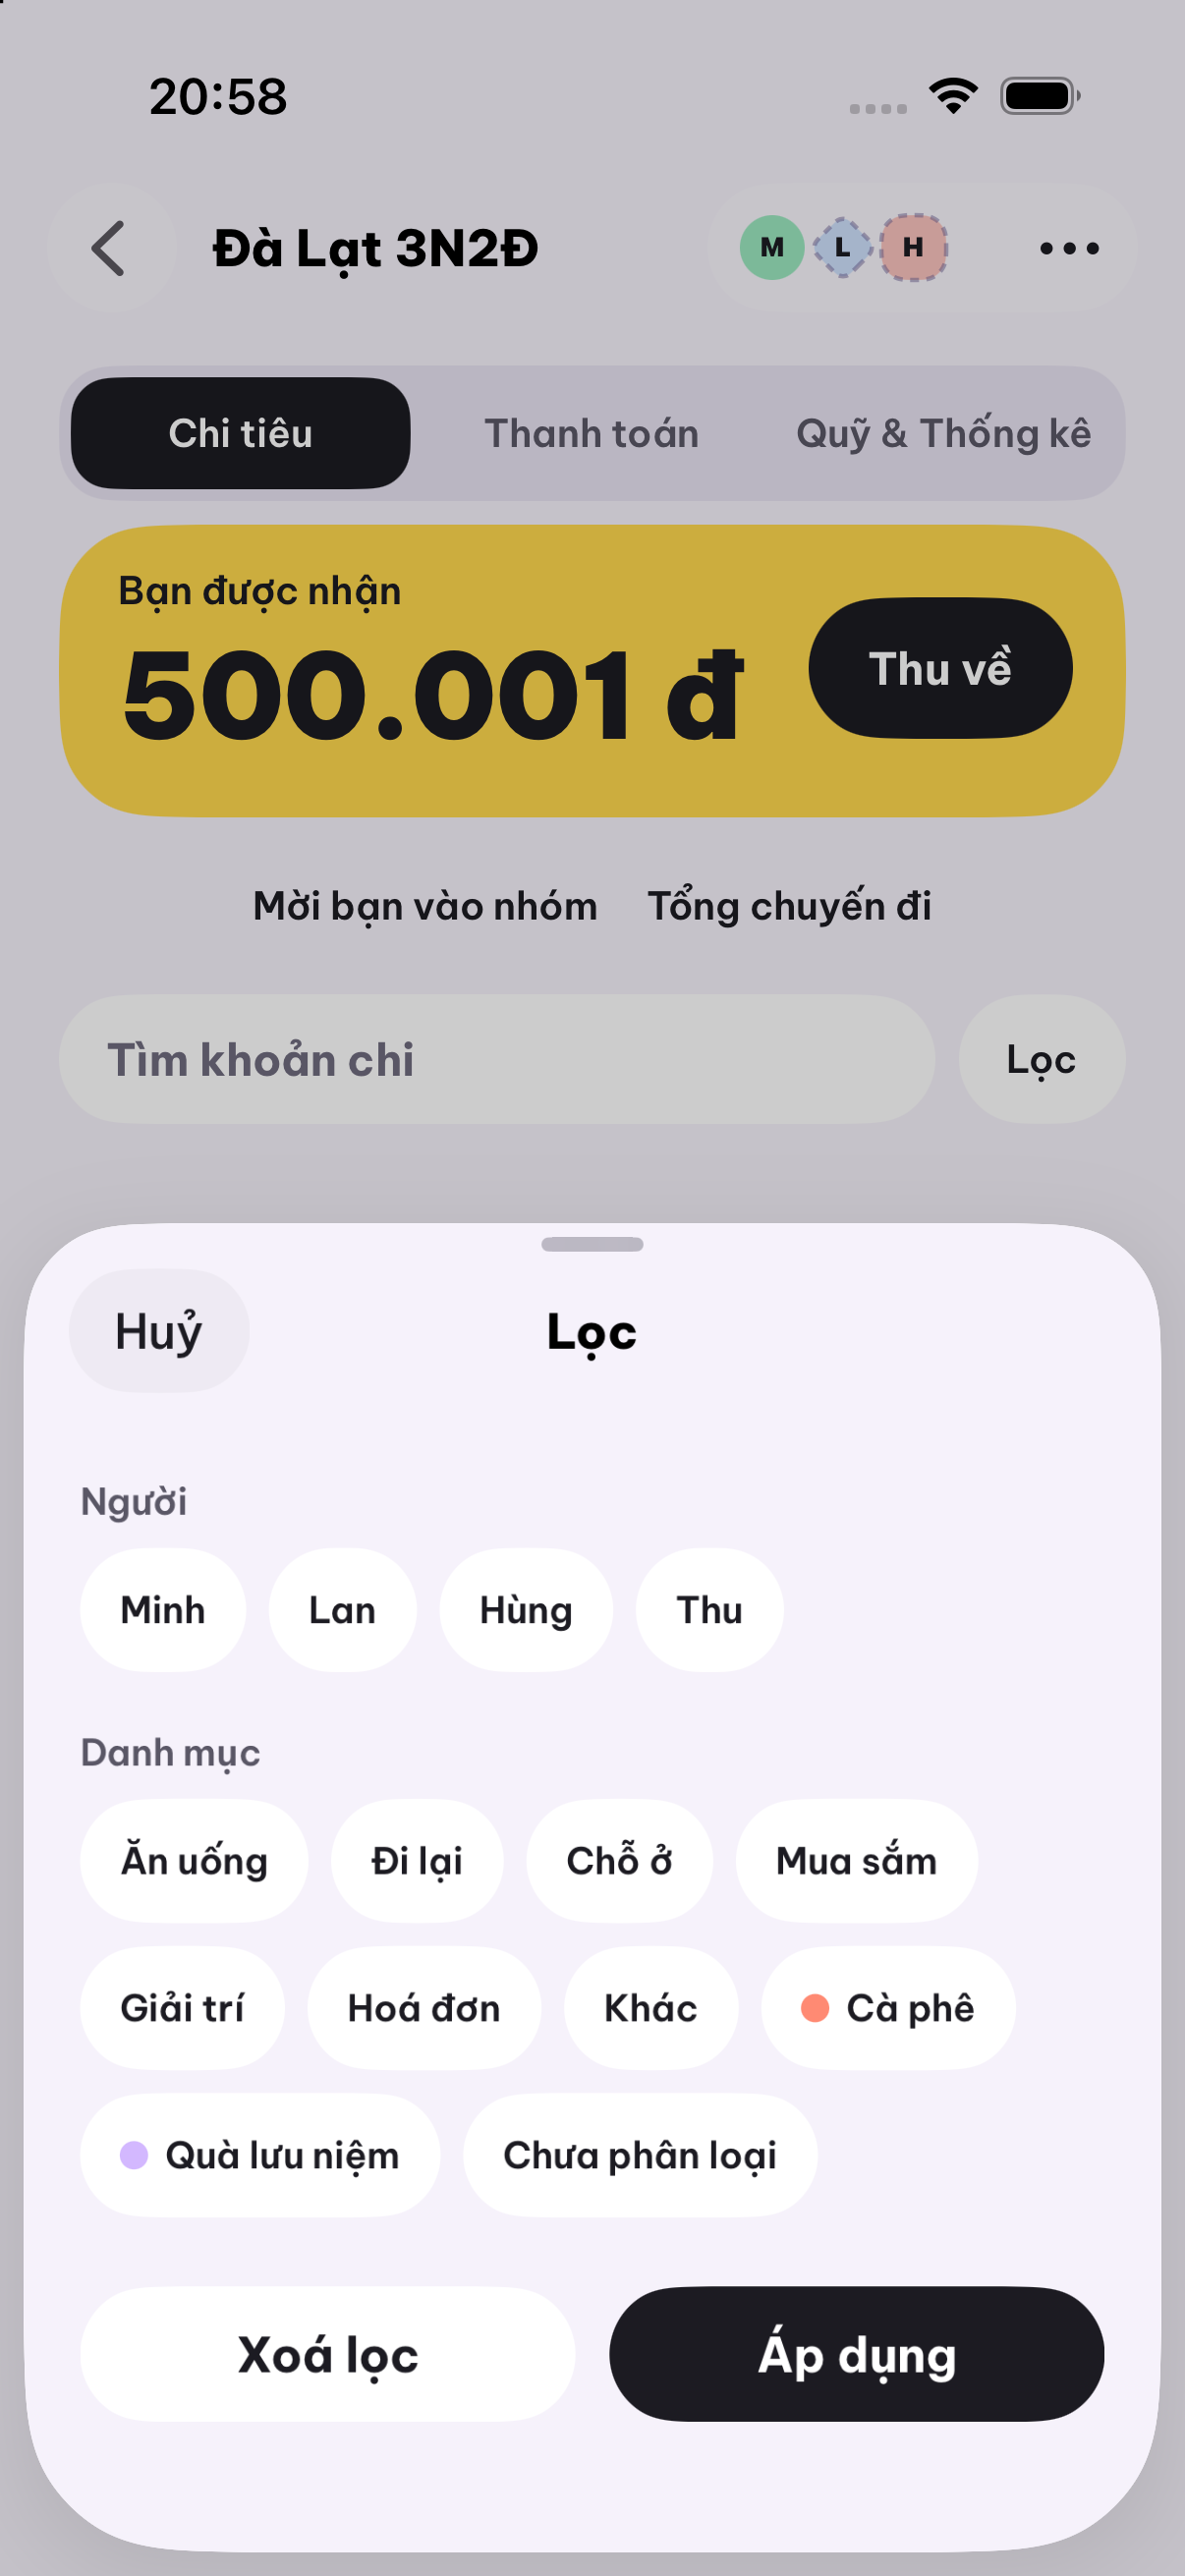 20:58
Đà Lạt 3N2Đ
M L H
Chi tiêu Thanh toán Quỹ & Thống kê
Bạn được nhận
500.001 đ
Thu về
Mời bạn vào nhóm Tổng chuyến đi
Tìm khoản chi
Lọc
Huỷ
Lọc
Người
Minh Lan Hùng Thu
Danh mục
Ăn uống Đi lại Chỗ ở Mua sắm
Giải trí Hoá đơn Khác Cà phê
Quà lưu niệm Chưa phân loại
Xoá lọc Áp dụng